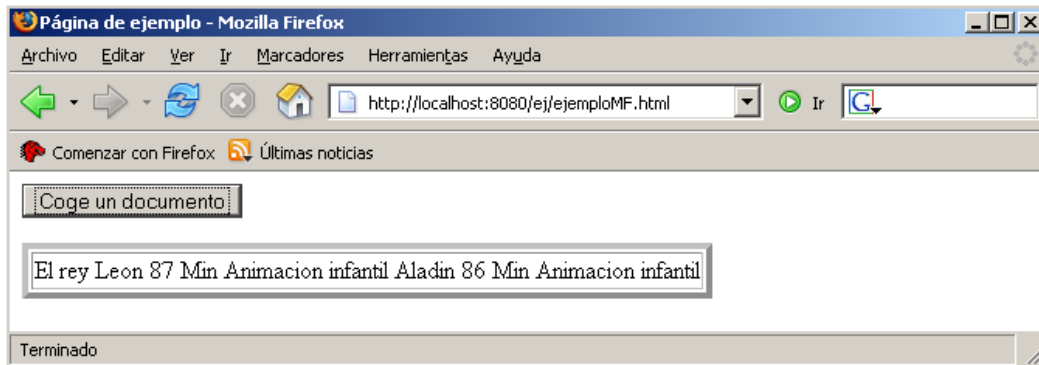 Página de ejemplo - Mozilla Firefox
Archivo Editar Ver Ir Marcadores Herramientas Ayuda
http://localhost:8080/ej/ejemploMF.html Ir G
Comenzar con Firefox Últimas noticias
Coge un documento
El rey Leon 87 Min Animacion infantil Aladin 86 Min Animacion infantil
Terminado